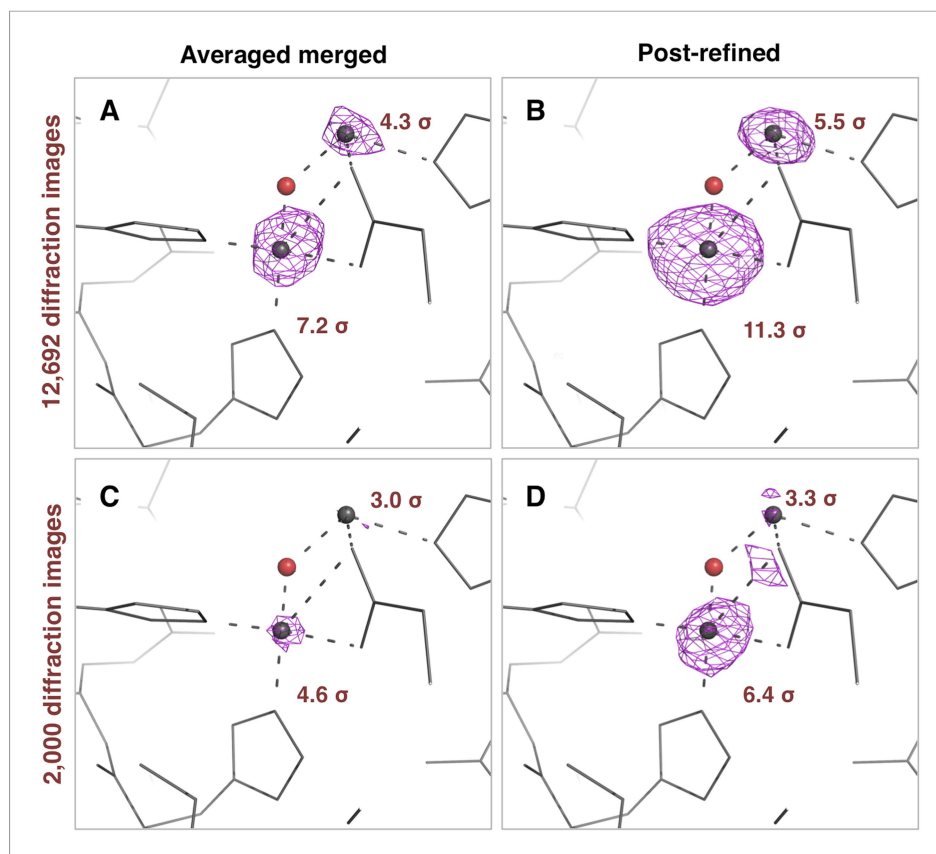 Averaged merged
Post-refined
12,692 diffraction images
A
4.3 σ
7.2 σ
B
5.5 σ
11.3 σ
2,000 diffraction images
C
3.0 σ
4.6 σ
D
3.3 σ
6.4 σ